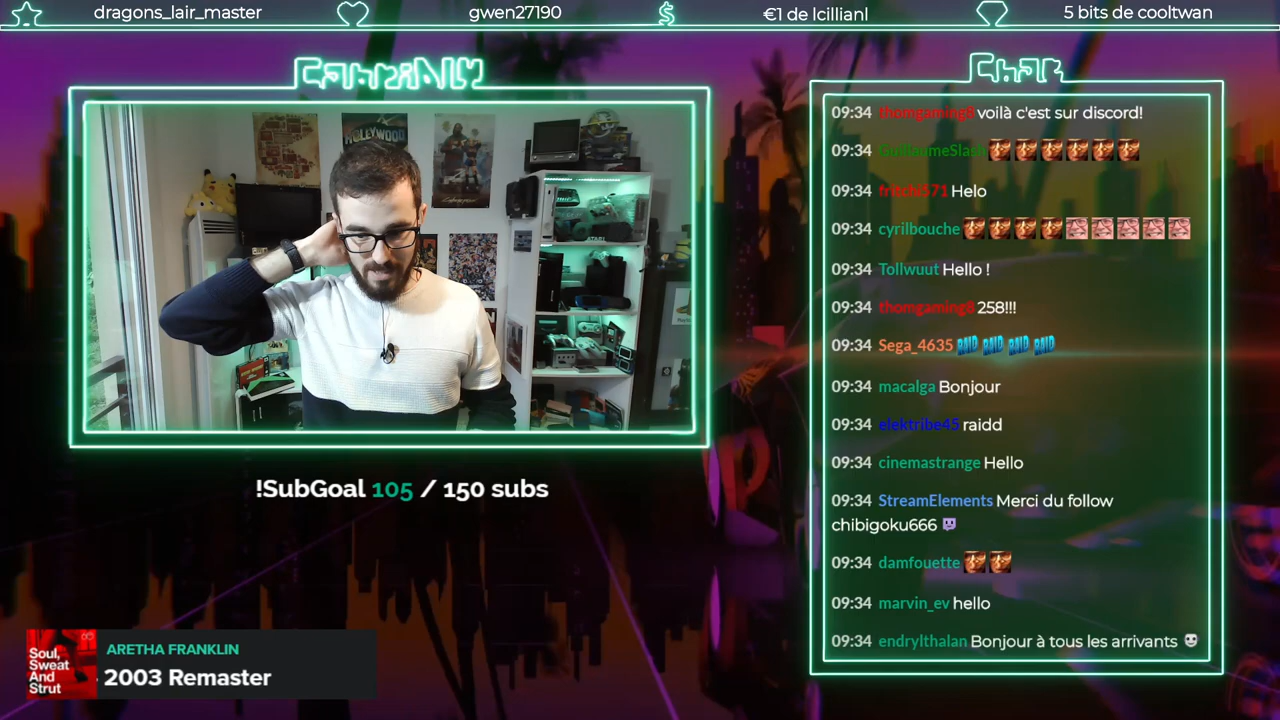 dragons_lair_master
gwen27190
€1 de lcillianl
5 bits de cooltwan
Chat
HOLLYWOOD
09:34 thomgaming8 voilà c'est sur discord!
09:34 GuillaumeSlash
09:34 fritchi571 Helo
09:34 cyrilbouche
09:34 Tollwuut Hello !
09:34 thomgaming8 258!!!
09:34 Sega_4635 RAID RAID RAID RAID
09:34 macalga Bonjour
09:34 elektribe45 raidd
09:34 cinemastrange Hello
09:34 StreamElements Merci du follow
chibigoku666
09:34 damfouette
09:34 marvin_ev hello
09:34 endrylthalan Bonjour à tous les arrivants
!SubGoal 105 / 150 subs
Soul,
Sweat
And
Strut
ARETHA FRANKLIN
2003 Remaster